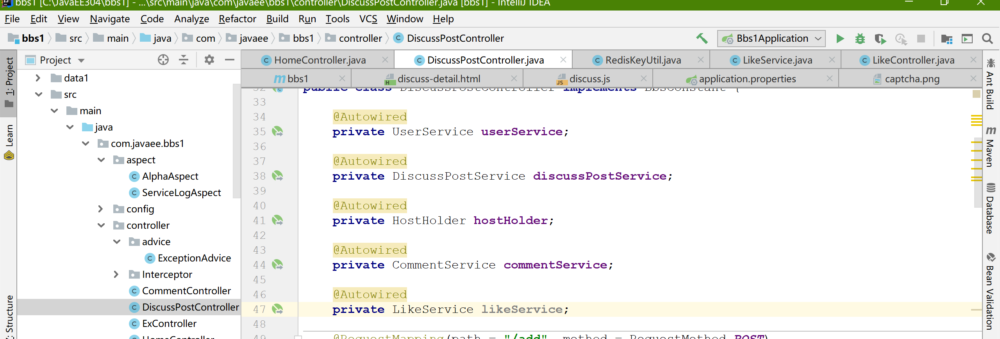 bbs1 [C:\JavaEE304\bbs1] - ...\src\main\java\com\javaee\bbs1\controller\DiscussPostController.java [bbs1] - IntelliJ IDEA
File Edit View Navigate Code Analyze Refactor Build Run Tools VCS Window Help
bbs1 src main java com javaee bbs1 controller DiscussPostController Bbs1Application
1: Project
Learn
Z: Structure
Project
data1
src
main
java
com.javaee.bbs1
aspect
AlphaAspect
ServiceLogAspect
config
controller
advice
ExceptionAdvice
Interceptor
CommentController
DiscussPostController
ExController
HomeController
HomeController.java DiscussPostController.java RedisKeyUtil.java LikeService.java LikeController.java
bbs1 discuss-detail.html discuss.js application.properties captcha.png
32 public class DiscussPostController implements BbsConstant {
33
34 @Autowired
35 private UserService userService;
36
37 @Autowired
38 private DiscussPostService discussPostService;
39
40 @Autowired
41 private HostHolder hostHolder;
42
43 @Autowired
44 private CommentService commentService;
45
46 @Autowired
47 private LikeService likeService;
48
49 @RequestMapping(path = "/add", method = RequestMethod.POST)
Ant Build
Maven
Database
Bean Validation